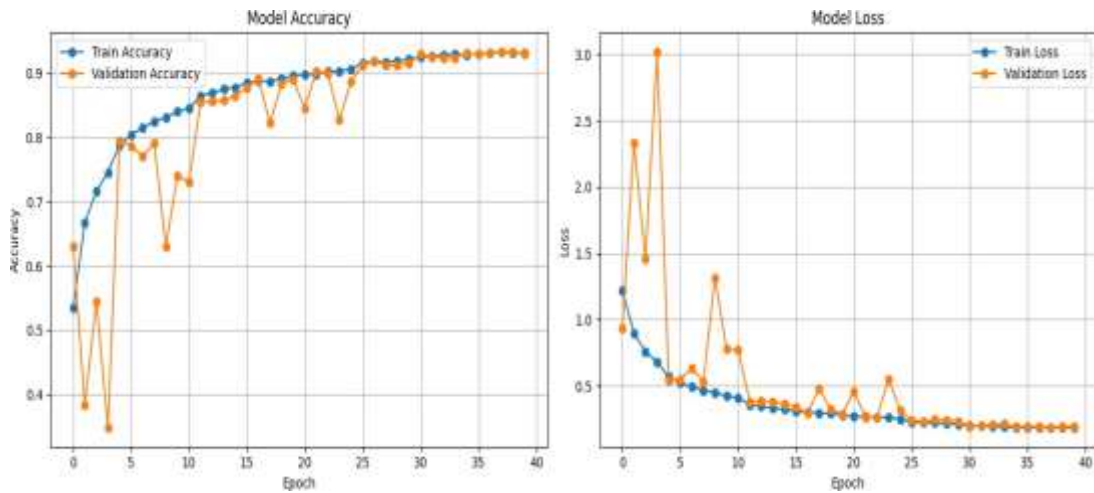 Model Accuracy
Train Accuracy
Validation Accuracy
0.9
0.8
0.7
0.6
0.5
0.4
Accuracy
0 5 10 15 20 25 30 35 40
Epoch
Model Loss
Train Loss
Validation Loss
3.0
2.5
2.0
1.5
1.0
0.5
Loss
0 5 10 15 20 25 30 35 40
Epoch